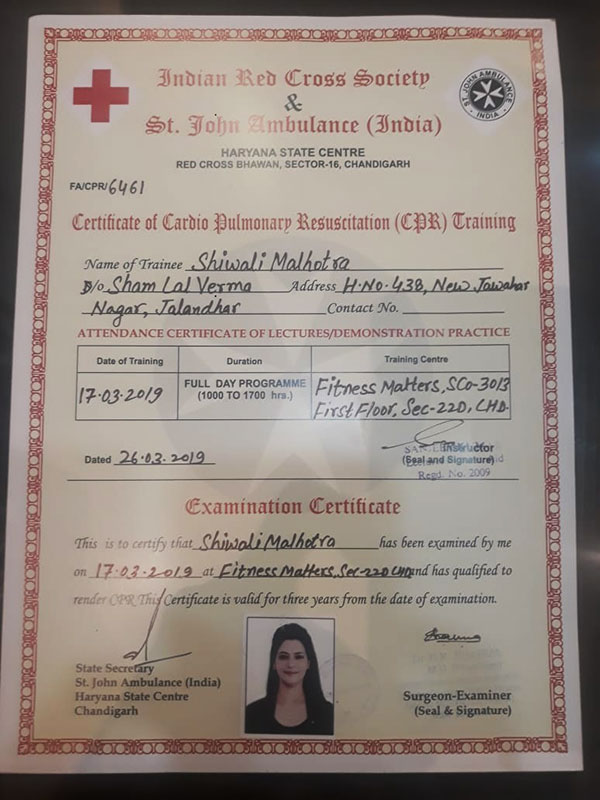 Indian Red Cross Society
&
St. John Ambulance (India)
ST. JOHN AMBULANCE
INDIA
HARYANA STATE CENTRE
RED CROSS BHAWAN, SECTOR-16, CHANDIGARH
FA/CPR/6461
Certificate of Cardio Pulmonary Resuscitation (CPR) Training
Name of Trainee Shiwali Malhotra
D/o Sham Lal Verma Address H.No. 438, New Jawahar
Nagar, Jalandhar Contact No.
ATTENDANCE CERTIFICATE OF LECTURES/DEMONSTRATION PRACTICE
Date of Training Duration Training Centre
17.03.2019 FULL DAY PROGRAMME (1000 TO 1700 hrs.) Fitness Matters, SCo-3013
First Floor, Sec-22D, CHD.
Dated 26.03.2019
Instructor
(Seal and Signature)
Regd. No. 2009
Examination Certificate
This is to certify that Shiwali Malhotra has been examined by me
on 17.03.2019 at Fitness Matters, Sec-22D CHD and has qualified to
render CPR This Certificate is valid for three years from the date of examination.
State Secretary
St. John Ambulance (India)
Haryana State Centre
Chandigarh
Surgeon-Examiner
(Seal & Signature)